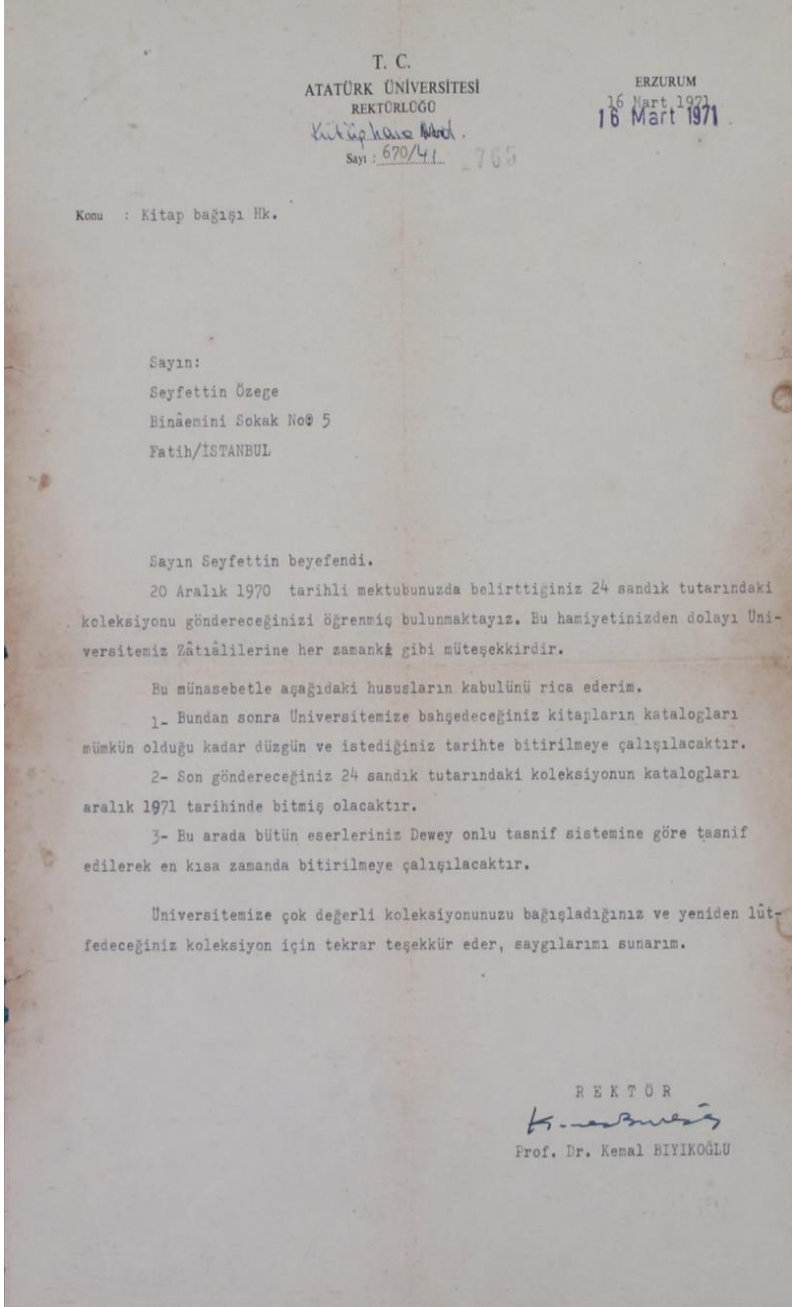 T. C.
ATATÜRK ÜNİVERSİTESİ
REKTÖRLÜĞÜ
Kütüphane Müd.
Sayı : 670/41 765
ERZURUM
16 Mart 1971
16 Mart 1971
Konu : Kitap bağışı Hk.
Sayın:
Seyfettin Özege
Binâemini Sokak No: 5
Fatih/İSTANBUL
Sayın Seyfettin beyefendi.
20 Aralık 1970 tarihli mektubunuzda belirttiğiniz 24 sandık tutarındaki
koleksiyonu göndereceğinizi öğrenmiş bulunmaktayız. Bu hamiyetinizden dolayı Üni-
versitemiz Zâtıâlilerine her zamanki gibi müteşekkirdir.
Bu münasebetle aşağıdaki hususların kabulünü rica ederim.
1- Bundan sonra Üniversitemize bahşedeceğiniz kitapların katalogları
mümkün olduğu kadar düzgün ve istediğiniz tarihte bitirilmeye çalışılacaktır.
2- Son göndereceğiniz 24 sandık tutarındaki koleksiyonun katalogları
aralık 1971 tarihinde bitmiş olacaktır.
3- Bu arada bütün eserleriniz Dewey onlu tasnif sistemine göre tasnif
edilerek en kısa zamanda bitirilmeye çalışılacaktır.
Üniversitemize çok değerli koleksiyonunuzu bağışladığınız ve yeniden lût-
fedeceğiniz koleksiyon için tekrar teşekkür eder, saygılarımı sunarım.
REKTÖR
Prof. Dr. Kemal BIYIKOĞLU